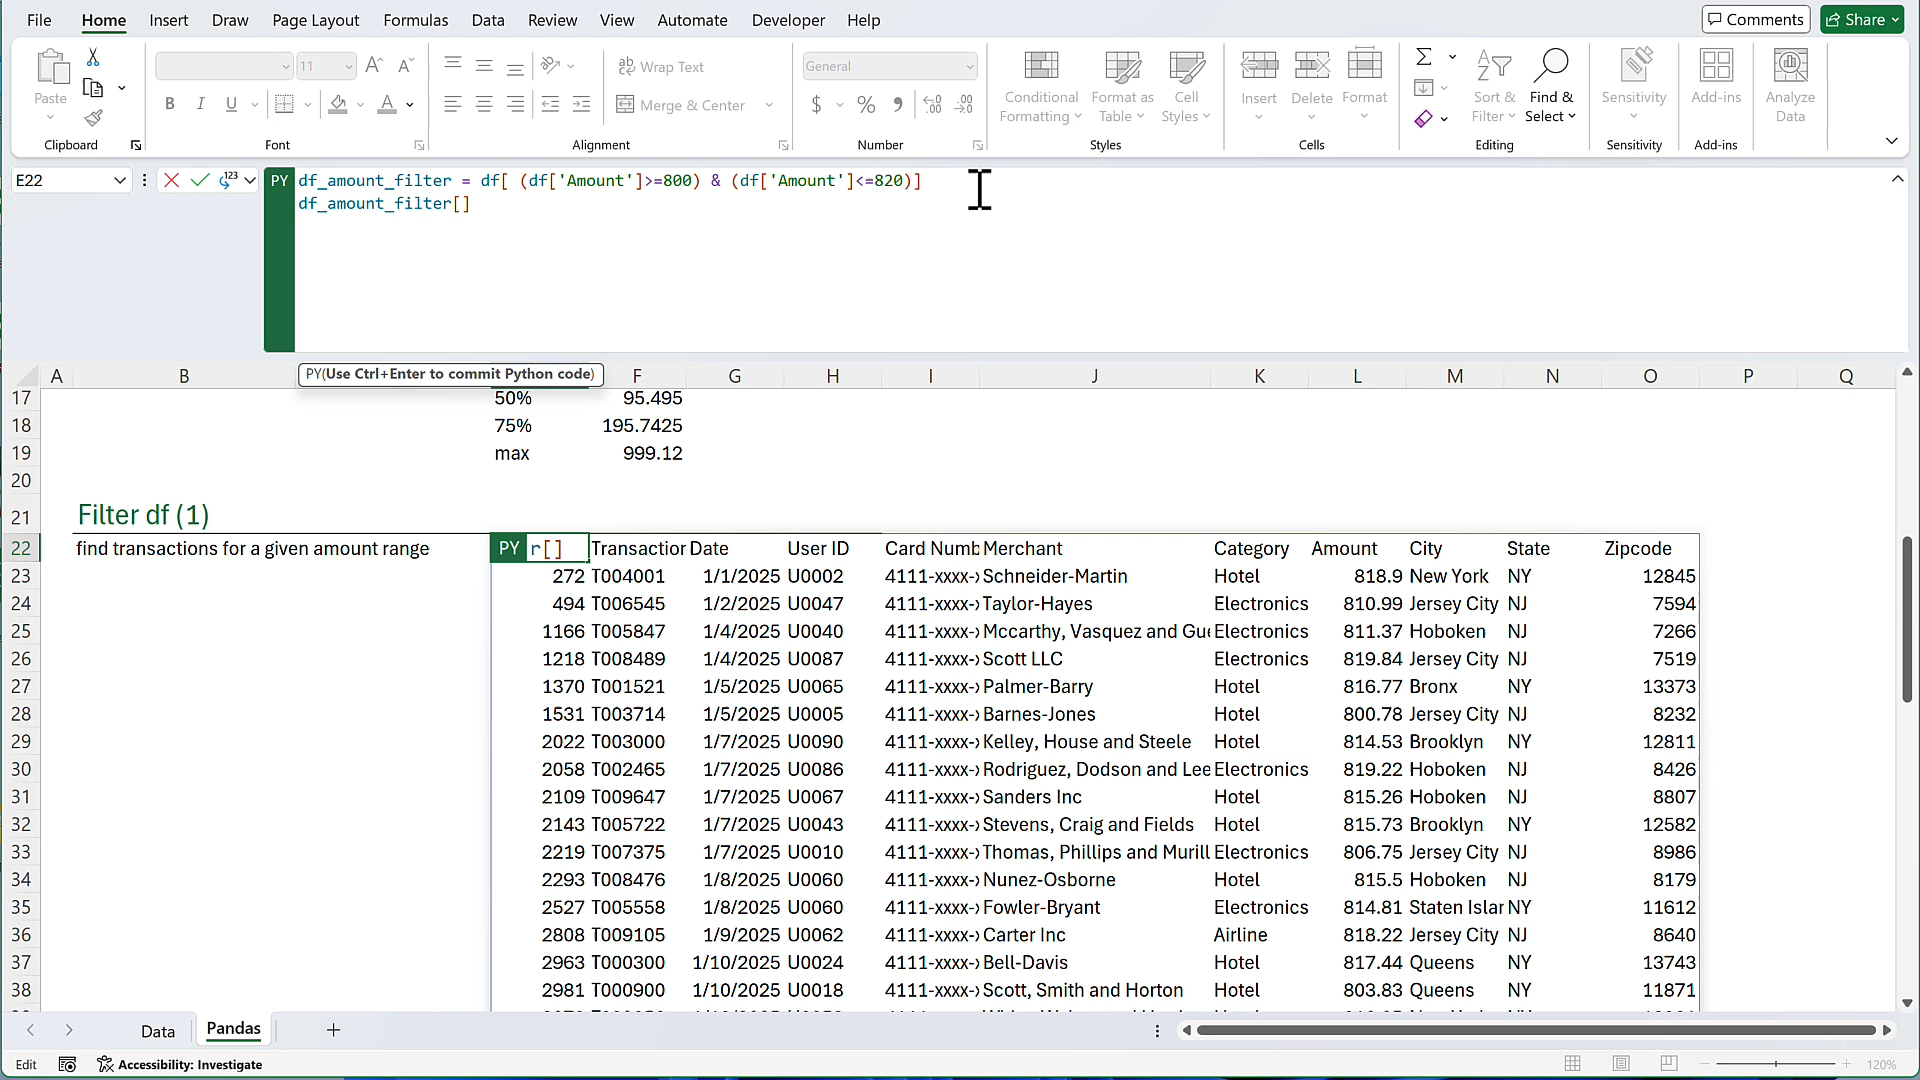 File Home Insert Draw Page Layout Formulas Data Review View Automate Developer Help Comments Share
Paste
11
Wrap Text
Merge & Center
General
Conditional Formatting
Format as Table
Cell Styles
Insert
Delete
Format
Sort & Filter
Find & Select
Sensitivity
Add-ins
Analyze Data
Clipboard Font Alignment Number Styles Cells Editing Sensitivity Add-ins
E22
PY df_amount_filter = df[ (df['Amount']>=800) & (df['Amount']<=820)]
df_amount_filter[]
PY(Use Ctrl+Enter to commit Python code)
A B F G H I J K L M N O P Q
17 50% 95.495
18 75% 195.7425
19 max 999.12
20
21 Filter df (1)
22 find transactions for a given amount range PY r[] Transaction Date User ID Card Numb Merchant Category Amount City State Zipcode
23 272 T004001 1/1/2025 U0002 4111-xxxx-x Schneider-Martin Hotel 818.9 New York NY 12845
24 494 T006545 1/2/2025 U0047 4111-xxxx-x Taylor-Hayes Electronics 810.99 Jersey City NJ 7594
25 1166 T005847 1/4/2025 U0040 4111-xxxx-x Mccarthy, Vasquez and Gue Electronics 811.37 Hoboken NJ 7266
26 1218 T008489 1/4/2025 U0087 4111-xxxx-x Scott LLC Electronics 819.84 Jersey City NJ 7519
27 1370 T001521 1/5/2025 U0065 4111-xxxx-x Palmer-Barry Hotel 816.77 Bronx NY 13373
28 1531 T003714 1/5/2025 U0005 4111-xxxx-x Barnes-Jones Hotel 800.78 Jersey City NJ 8232
29 2022 T003000 1/7/2025 U0090 4111-xxxx-x Kelley, House and Steele Hotel 814.53 Brooklyn NY 12811
30 2058 T002465 1/7/2025 U0086 4111-xxxx-x Rodriguez, Dodson and Lee Electronics 819.22 Hoboken NJ 8426
31 2109 T009647 1/7/2025 U0067 4111-xxxx-x Sanders Inc Hotel 815.26 Hoboken NJ 8807
32 2143 T005722 1/7/2025 U0043 4111-xxxx-x Stevens, Craig and Fields Hotel 815.73 Brooklyn NY 12582
33 2219 T007375 1/7/2025 U0010 4111-xxxx-x Thomas, Phillips and Murill Electronics 806.75 Jersey City NJ 8986
34 2293 T008476 1/8/2025 U0060 4111-xxxx-x Nunez-Osborne Hotel 815.5 Hoboken NJ 8179
35 2527 T005558 1/8/2025 U0060 4111-xxxx-x Fowler-Bryant Electronics 814.81 Staten Islar NY 11612
36 2808 T009105 1/9/2025 U0062 4111-xxxx-x Carter Inc Airline 818.22 Jersey City NJ 8640
37 2963 T000300 1/10/2025 U0024 4111-xxxx-x Bell-Davis Hotel 817.44 Queens NY 13743
38 2981 T000900 1/10/2025 U0018 4111-xxxx-x Scott, Smith and Horton Hotel 803.83 Queens NY 11871
Data Pandas
Edit Accessibility: Investigate 120%